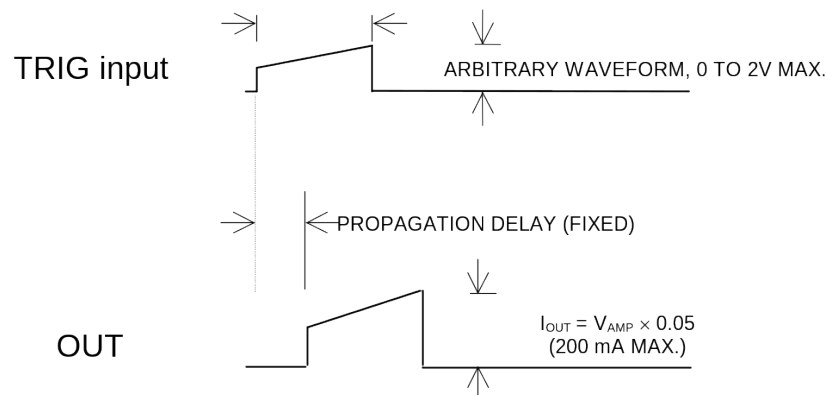 TRIG input
ARBITRARY WAVEFORM, 0 TO 2V MAX.
PROPAGATION DELAY (FIXED)
OUT
IOUT = VAMP × 0.05
(200 mA MAX.)